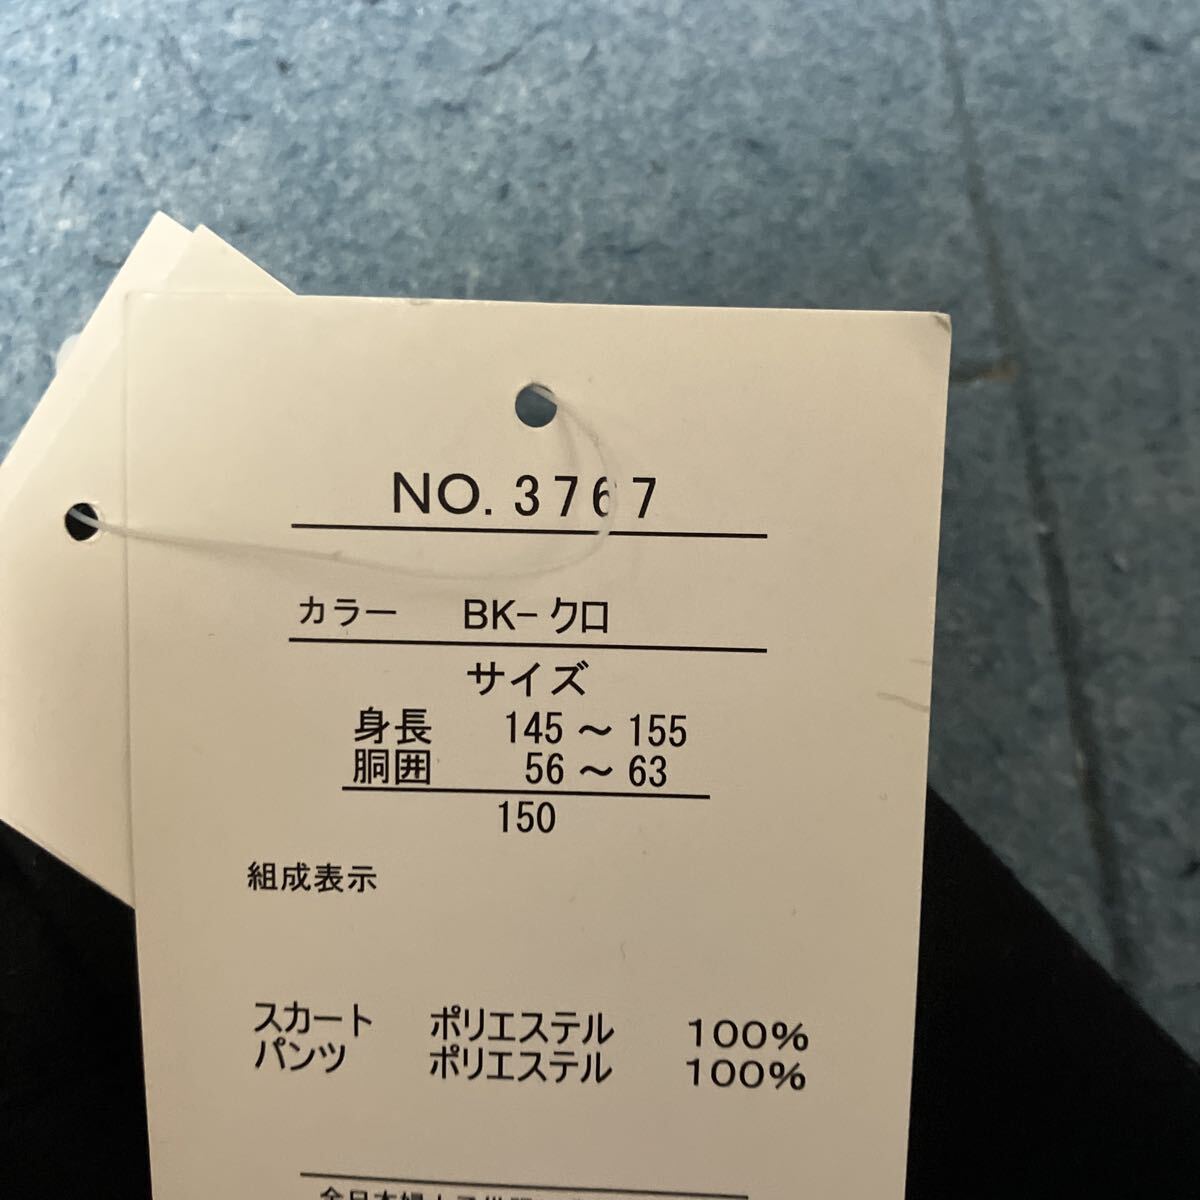 NO. 3767
カラー BK-クロ
サイズ
身長 145 ～ 155
胴囲 56 ～ 63
150
組成表示
スカート ポリエステル 100%
パンツ ポリエステル 100%